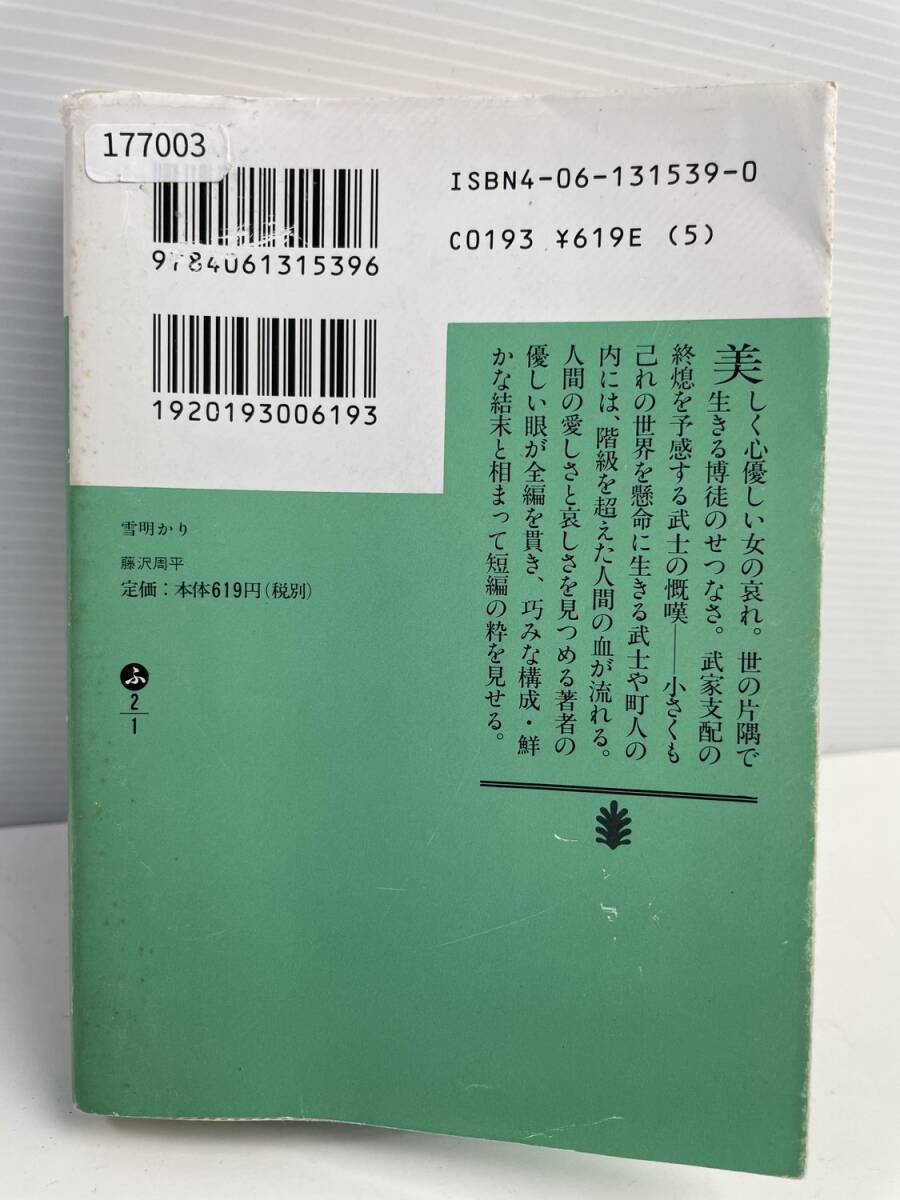 177003
ISBN4-06-131539-0
C0193 ¥619E (5)
9784061315396
1920193006193
美しく心優しい女の哀れ。世の片隅で
生きる博徒のせつなさ。武家支配の
終熄を予感する武士の慨嘆――小さくも
己れの世界を懸命に生きる武士や町人の
内には、階級を超えた人間の血が流れる。
人間の愛しさと哀しさを見つめる著者の
優しい眼が全編を貫き、巧みな構成・鮮
かな結末と相まって短編の粋を見せる。
雪明かり
藤沢周平
定価：本体619円(税別)
ふ
2
1